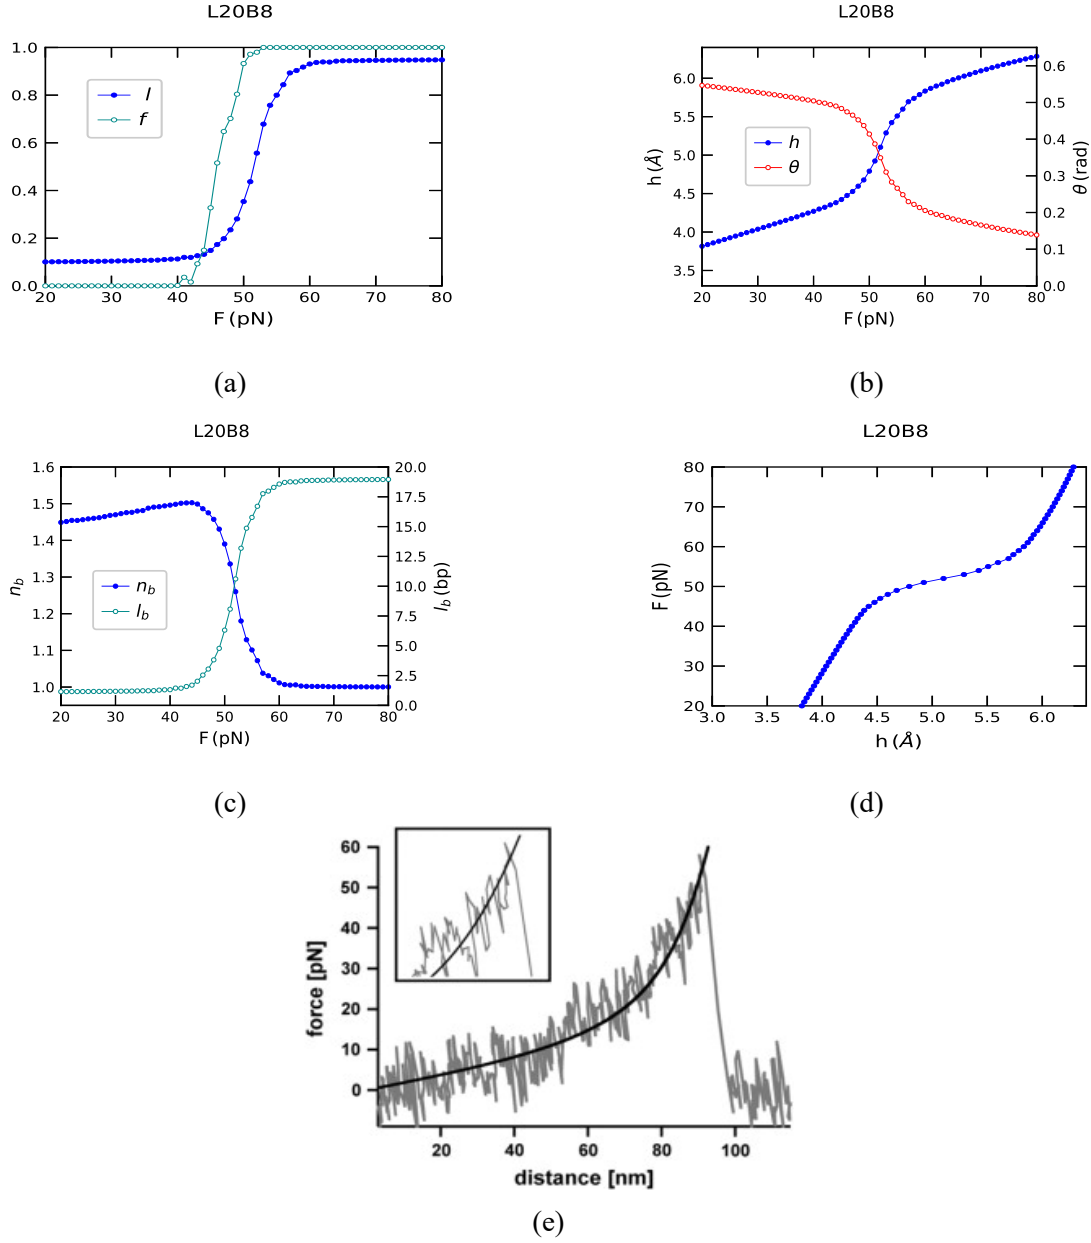 L20B8
1.0
0.8
0.6
0.4
0.2
0.0
l
f
20 30 40 50 60 70 80
F (pN)
(a)
L20B8
6.0
5.5
5.0
4.5
4.0
3.5
h (Å)
h
θ
0.6
0.5
0.4
0.3
0.2
0.1
0.0
θ (rad)
20 30 40 50 60 70 80
F (pN)
(b)
L20B8
1.6
1.5
1.4
1.3
1.2
1.1
1.0
n_b
n_b
l_b
20.0
17.5
15.0
12.5
10.0
7.5
5.0
2.5
0.0
l_b (bp)
20 30 40 50 60 70 80
F (pN)
(c)
L20B8
80
70
60
50
40
30
20
F (pN)
3.0 3.5 4.0 4.5 5.0 5.5 6.0
h (Å)
(d)
60
50
40
30
20
10
0
force [pN]
20 40 60 80 100
distance [nm]
(e)